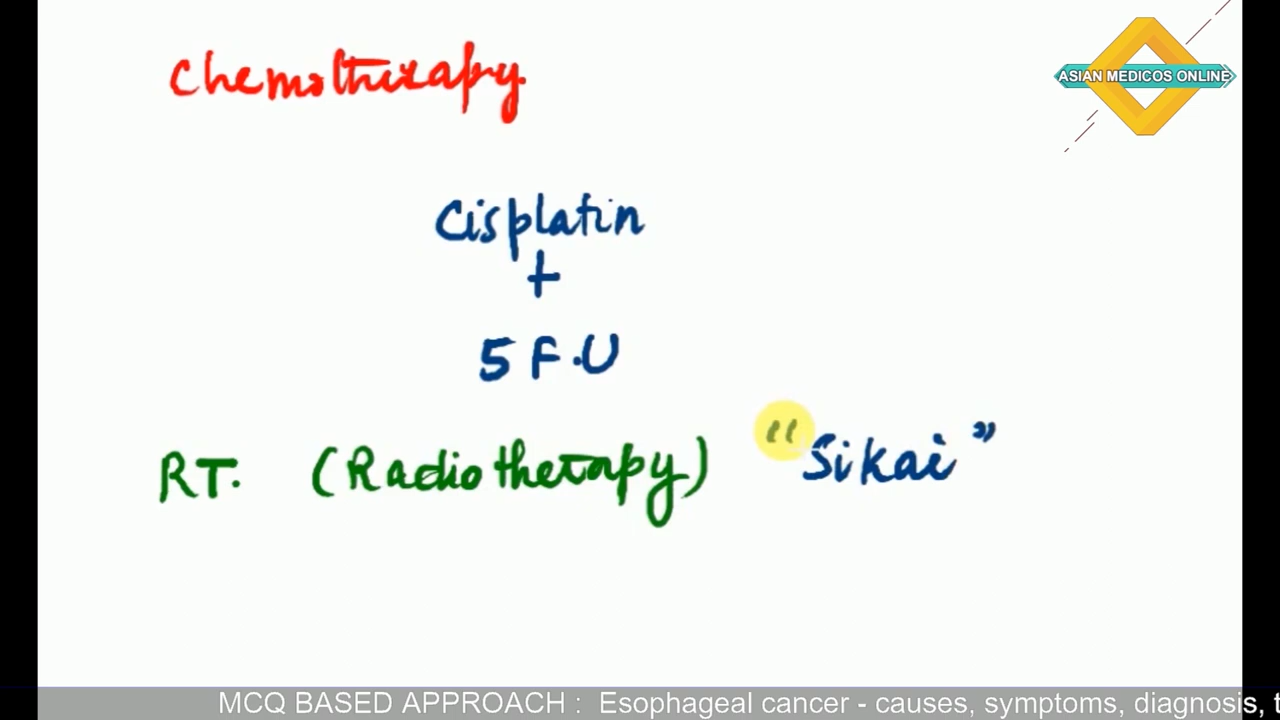 Chemotherapy
ASIAN MEDICOS ONLINE
Cisplatin
+
5 F.U
RT. (Radiotherapy) "Sikai"
MCQ BASED APPROACH : Esophageal cancer - causes, symptoms, diagnosis, t